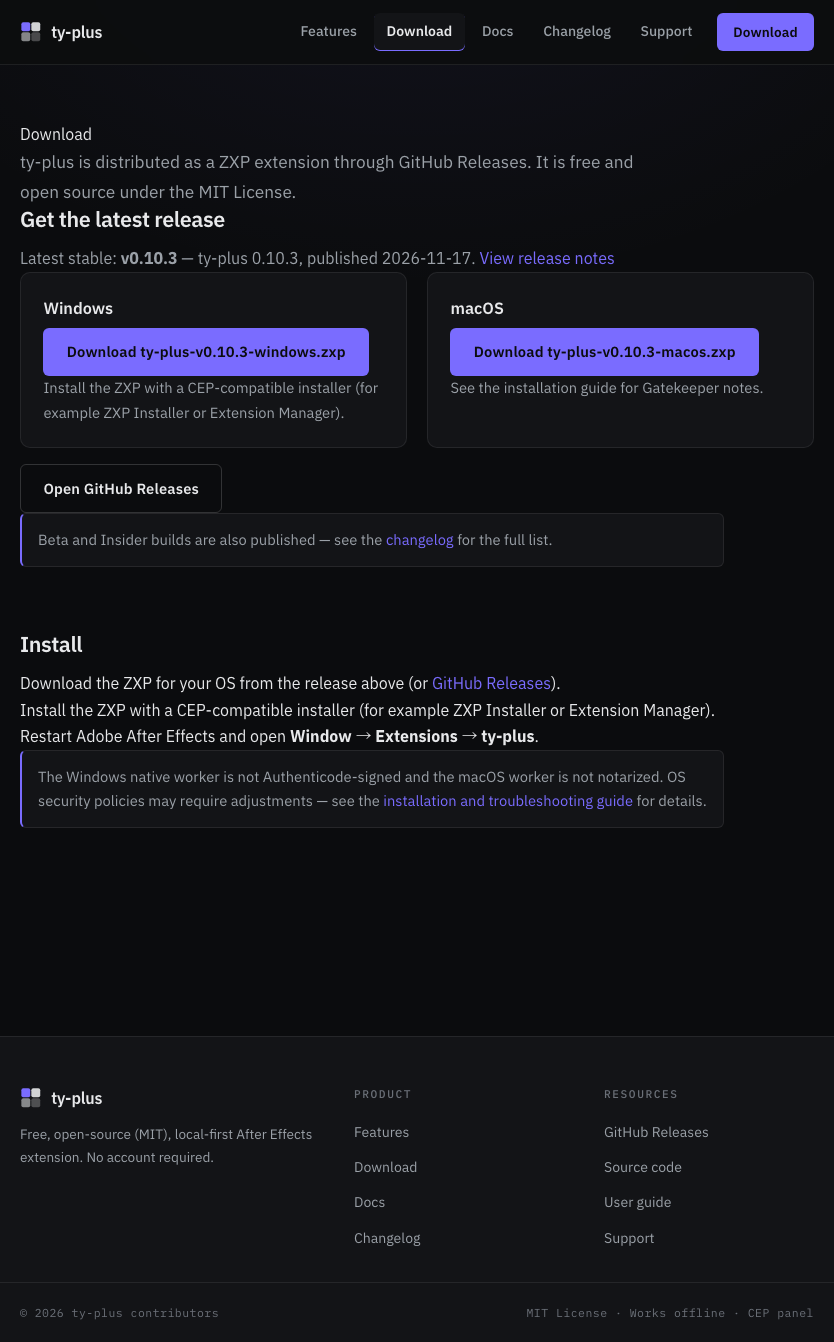 ty-plus
Features
Download
Docs
Changelog
Support
Download
Download
ty-plus is distributed as a ZXP extension through GitHub Releases. It is free and
open source under the MIT License.
Get the latest release
Latest stable: v0.10.3 — ty-plus 0.10.3, published 2026-11-17. View release notes
Windows
Download ty-plus-v0.10.3-windows.zxp
Install the ZXP with a CEP-compatible installer (for
example ZXP Installer or Extension Manager).
macOS
Download ty-plus-v0.10.3-macos.zxp
See the installation guide for Gatekeeper notes.
Open GitHub Releases
Beta and Insider builds are also published — see the changelog for the full list.
Install
Download the ZXP for your OS from the release above (or GitHub Releases).
Install the ZXP with a CEP-compatible installer (for example ZXP Installer or Extension Manager).
Restart Adobe After Effects and open Window → Extensions → ty-plus.
The Windows native worker is not Authenticode-signed and the macOS worker is not notarized. OS
security policies may require adjustments — see the installation and troubleshooting guide for details.
ty-plus
Free, open-source (MIT), local-first After Effects
extension. No account required.
PRODUCT
Features
Download
Docs
Changelog
RESOURCES
GitHub Releases
Source code
User guide
Support
© 2026 ty-plus contributors
MIT License · Works offline · CEP panel